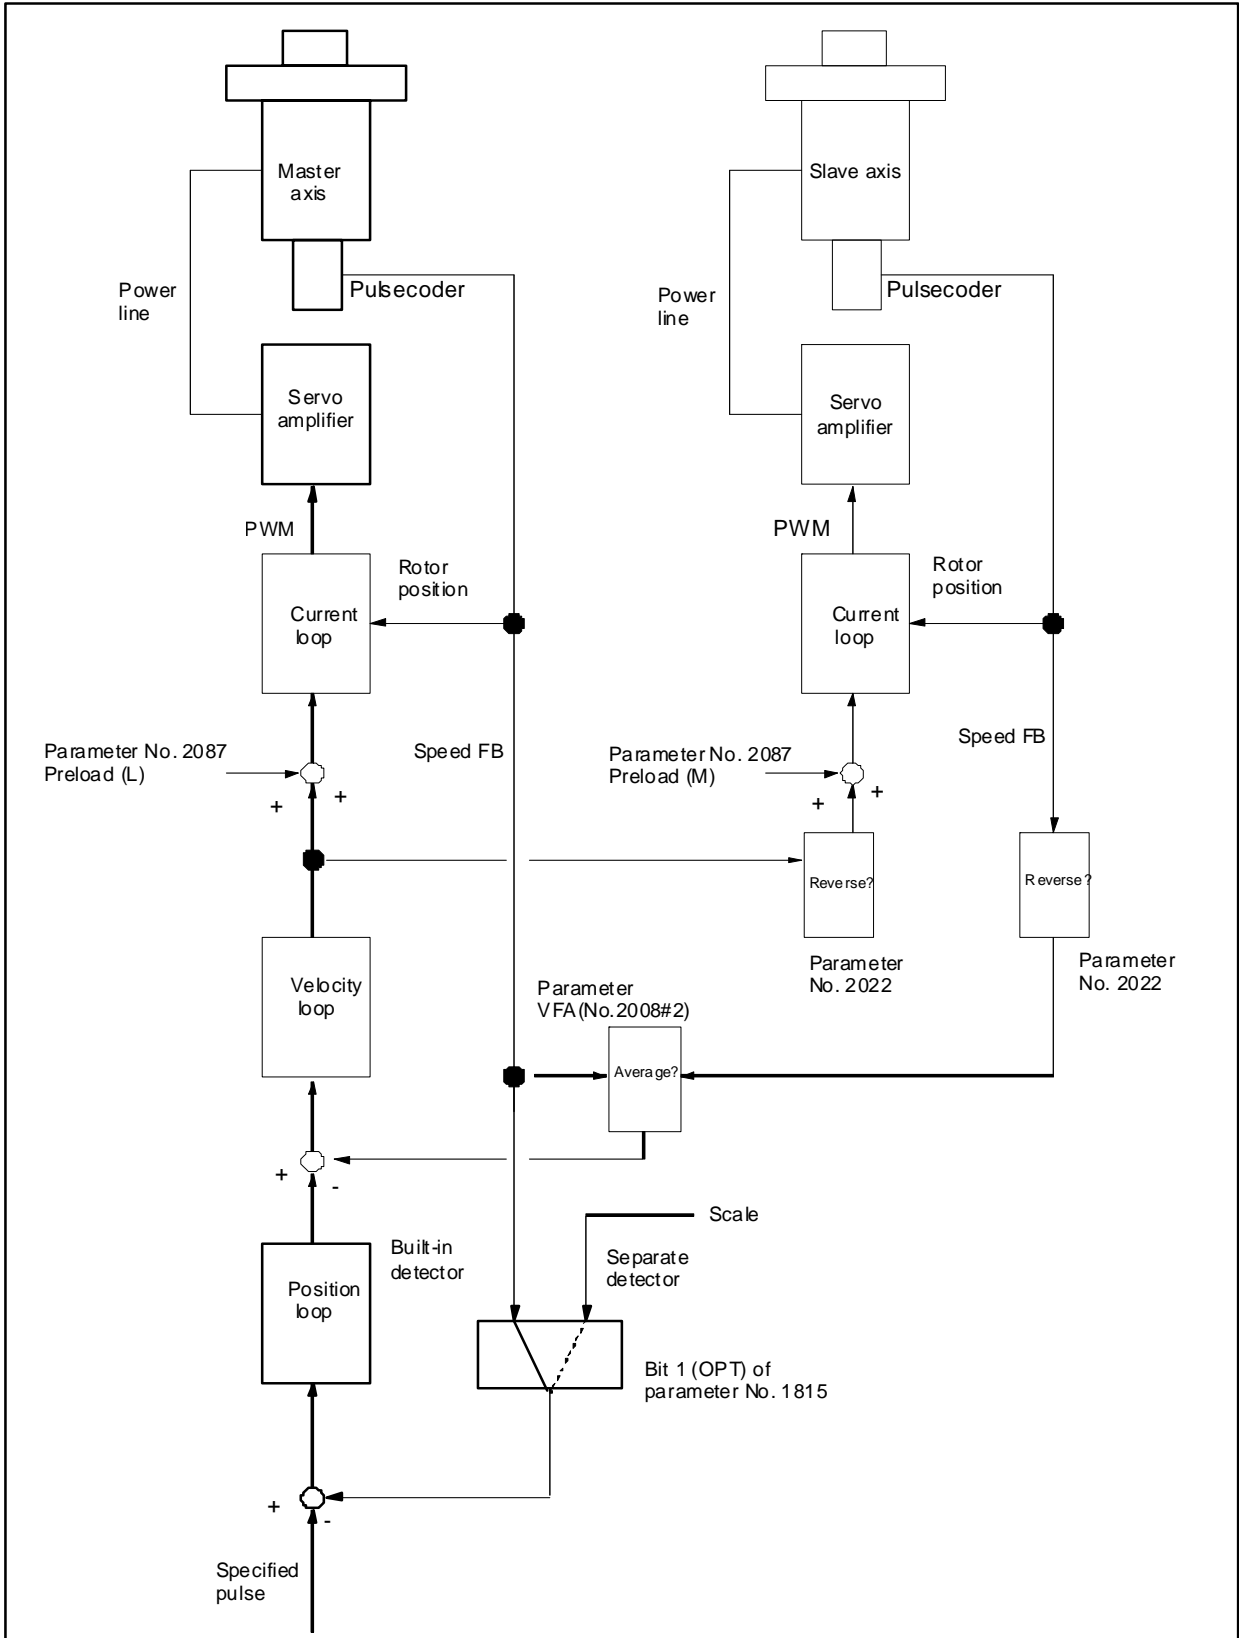 Master
axis
Slave axis
Power
line
Pulsecoder
Power
line
Pulsecoder
Servo
amplifier
Servo
amplifier
PWM
PWM
Rotor
position
Rotor
position
Current
loop
Current
loop
Parameter No. 2087
Preload (L)
Speed FB
Parameter No. 2087
Preload (M)
Speed FB
+
+
+
+
Reverse?
Reverse?
Velocity
loop
Parameter
No. 2022
Parameter
No. 2022
Parameter
VFA (No.2008#2)
Average?
+
-
Scale
Built-in
detector
Separate
detector
Position
loop
Bit 1 (OPT) of
parameter No. 1815
+
-
Specified
pulse